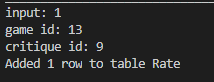 input: 1
game id: 13
critique id: 9
Added 1 row to table Rate